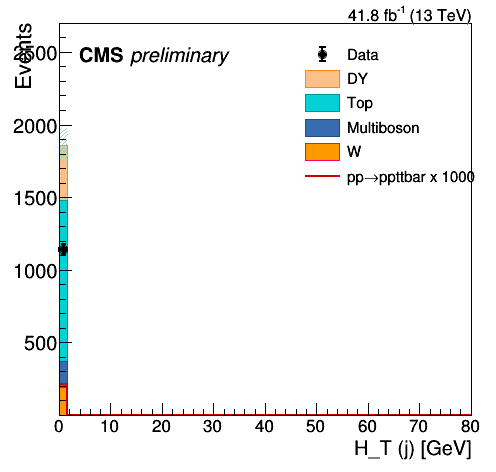 41.8 fb⁻¹ (13 TeV)
Events
CMS preliminary
Data
DY
Top
Multiboson
W
pp→ppttbar x 1000
2500
2000
1500
1000
500
0 10 20 30 40 50 60 70 80
H_T (j) [GeV]